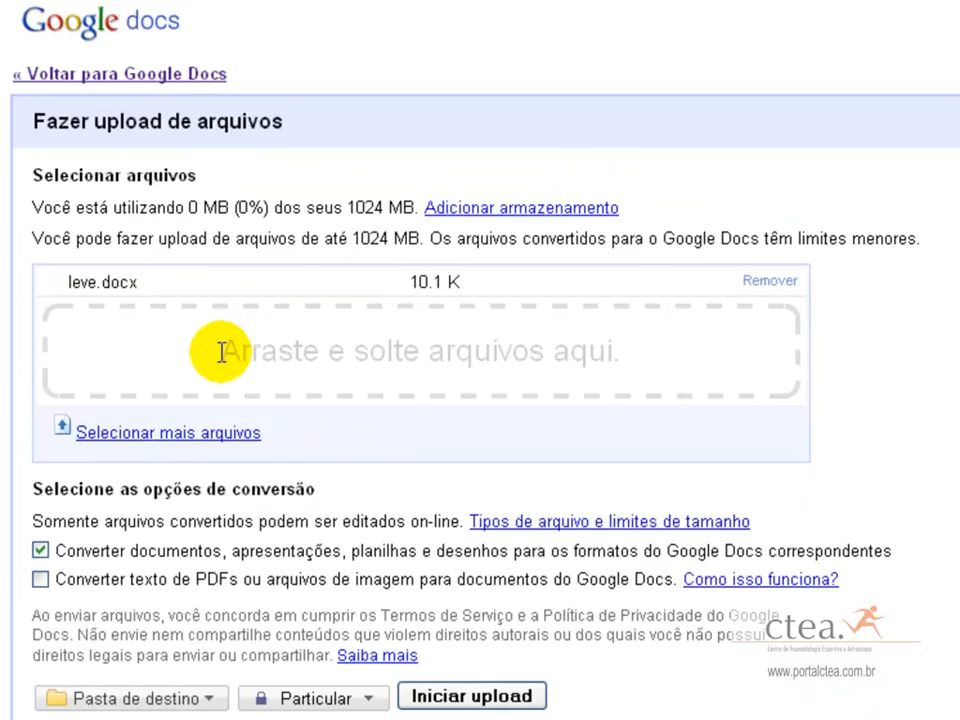 Google docs
« Voltar para Google Docs
Fazer upload de arquivos
Selecionar arquivos
Você está utilizando 0 MB (0%) dos seus 1024 MB. Adicionar armazenamento
Você pode fazer upload de arquivos de até 1024 MB. Os arquivos convertidos para o Google Docs têm limites menores.
leve.docx 10.1 K Remover
Arraste e solte arquivos aqui.
Selecionar mais arquivos
Selecione as opções de conversão
Somente arquivos convertidos podem ser editados on-line. Tipos de arquivo e limites de tamanho
Converter documentos, apresentações, planilhas e desenhos para os formatos do Google Docs correspondentes
Converter texto de PDFs ou arquivos de imagem para documentos do Google Docs. Como isso funciona?
Ao enviar arquivos, você concorda em cumprir os Termos de Serviço e a Política de Privacidade do Google
Docs. Não envie nem compartilhe conteúdos que violem direitos autorais ou dos quais você não possui
direitos legais para enviar ou compartilhar. Saiba mais
ctea.
Centro de Traumatologia Esportiva e Artroscopia
www.portalctea.com.br
Pasta de destino Particular Iniciar upload